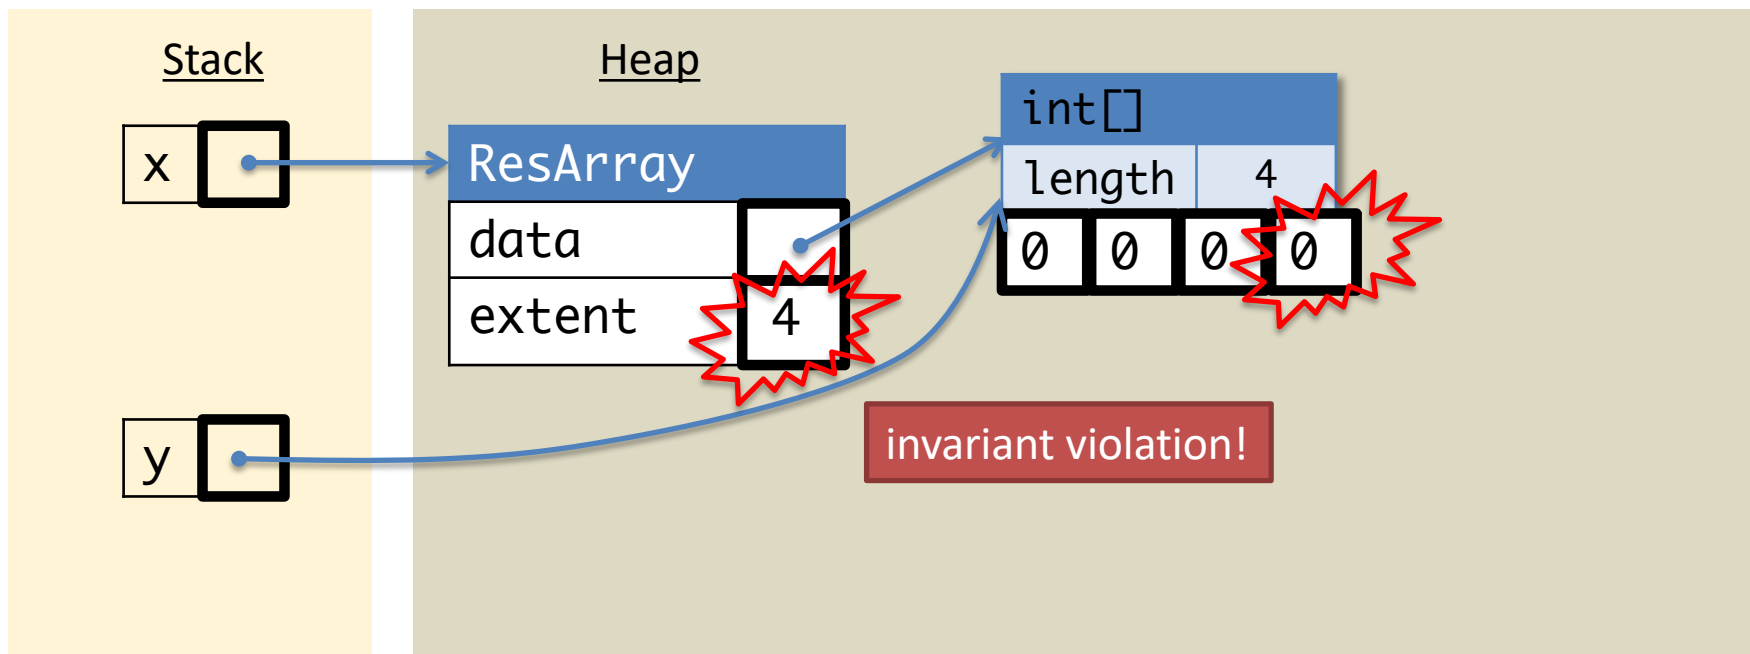 Stack
Heap
x
ResArray
data
extent 4
int[]
length 4
0 0 0 0
y
invariant violation!